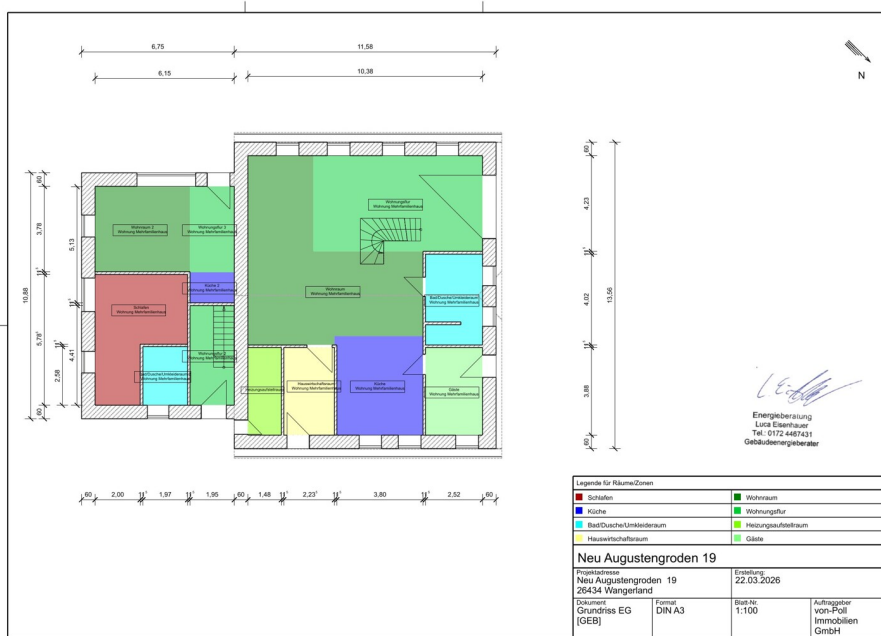 6,75
11,58
6,15
10,38
N
60
3,78
11⁵
5,78⁵
60
10,88
5,13
11⁵
4,41
11⁵
2,58
60
4,23
11⁵
4,02
11⁵
3,88
60
13,56
Wohnraum 2
Wohnung Mehrfamilienhaus
Wohnungsflur 3
Wohnung Mehrfamilienhaus
Wohnungsflur
Wohnung Mehrfamilienhaus
Küche 2
Wohnung Mehrfamilienhaus
Wohnraum
Wohnung Mehrfamilienhaus
Bad/Dusche/Umkleideraum
Wohnung Mehrfamilienhaus
Schlafen
Wohnung Mehrfamilienhaus
Wohnungsflur 2
Wohnung Mehrfamilienhaus
Bad/Dusche/Umkleideraum 2
Wohnung Mehrfamilienhaus
Heizungsaufstellraum
Hauswirtschaftsraum
Wohnung Mehrfamilienhaus
Küche
Wohnung Mehrfamilienhaus
Gäste
Wohnung Mehrfamilienhaus
60 2,00 11⁵ 1,97 11⁵ 1,95 60 1,48 11⁵ 2,23⁵ 11⁵ 3,80 11⁵ 2,52 60
Energieberatung
Luca Eisenhauer
Tel.: 0172 4467431
Gebäudeenergieberater
Legende für Räume/Zonen
Schlafen
Wohnraum
Küche
Wohnungsflur
Bad/Dusche/Umkleideraum
Heizungsaufstellraum
Hauswirtschaftsraum
Gäste
Neu Augustengroden 19
Projektadresse
Neu Augustengroden 19
26434 Wangerland
Erstellung:
22.03.2026
Dokument
Grundriss EG
[GEB]
Format
DIN A3
Blatt-Nr.
1:100
Auftraggeber
von-Poll
Immobilien
GmbH